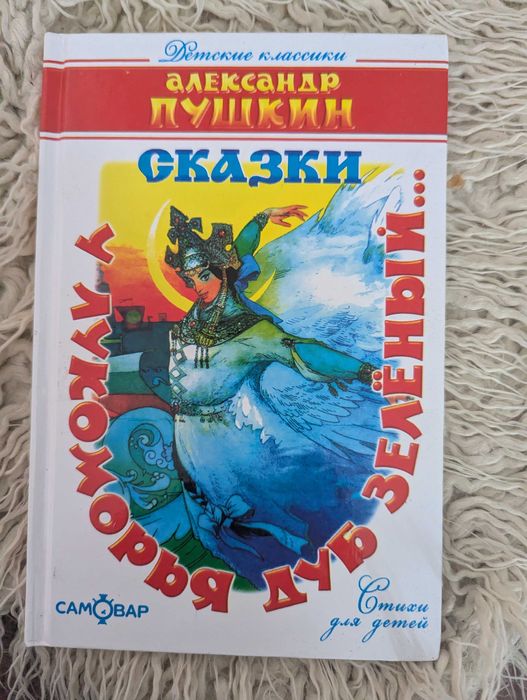 Детские классики
АЛЕКСАНДР
ПУШКИН
СКАЗКИ
У ЛУКОМОРЬЯ ДУБ ЗЕЛЁНЫЙ...
Стихи
для детей
САМОВАР